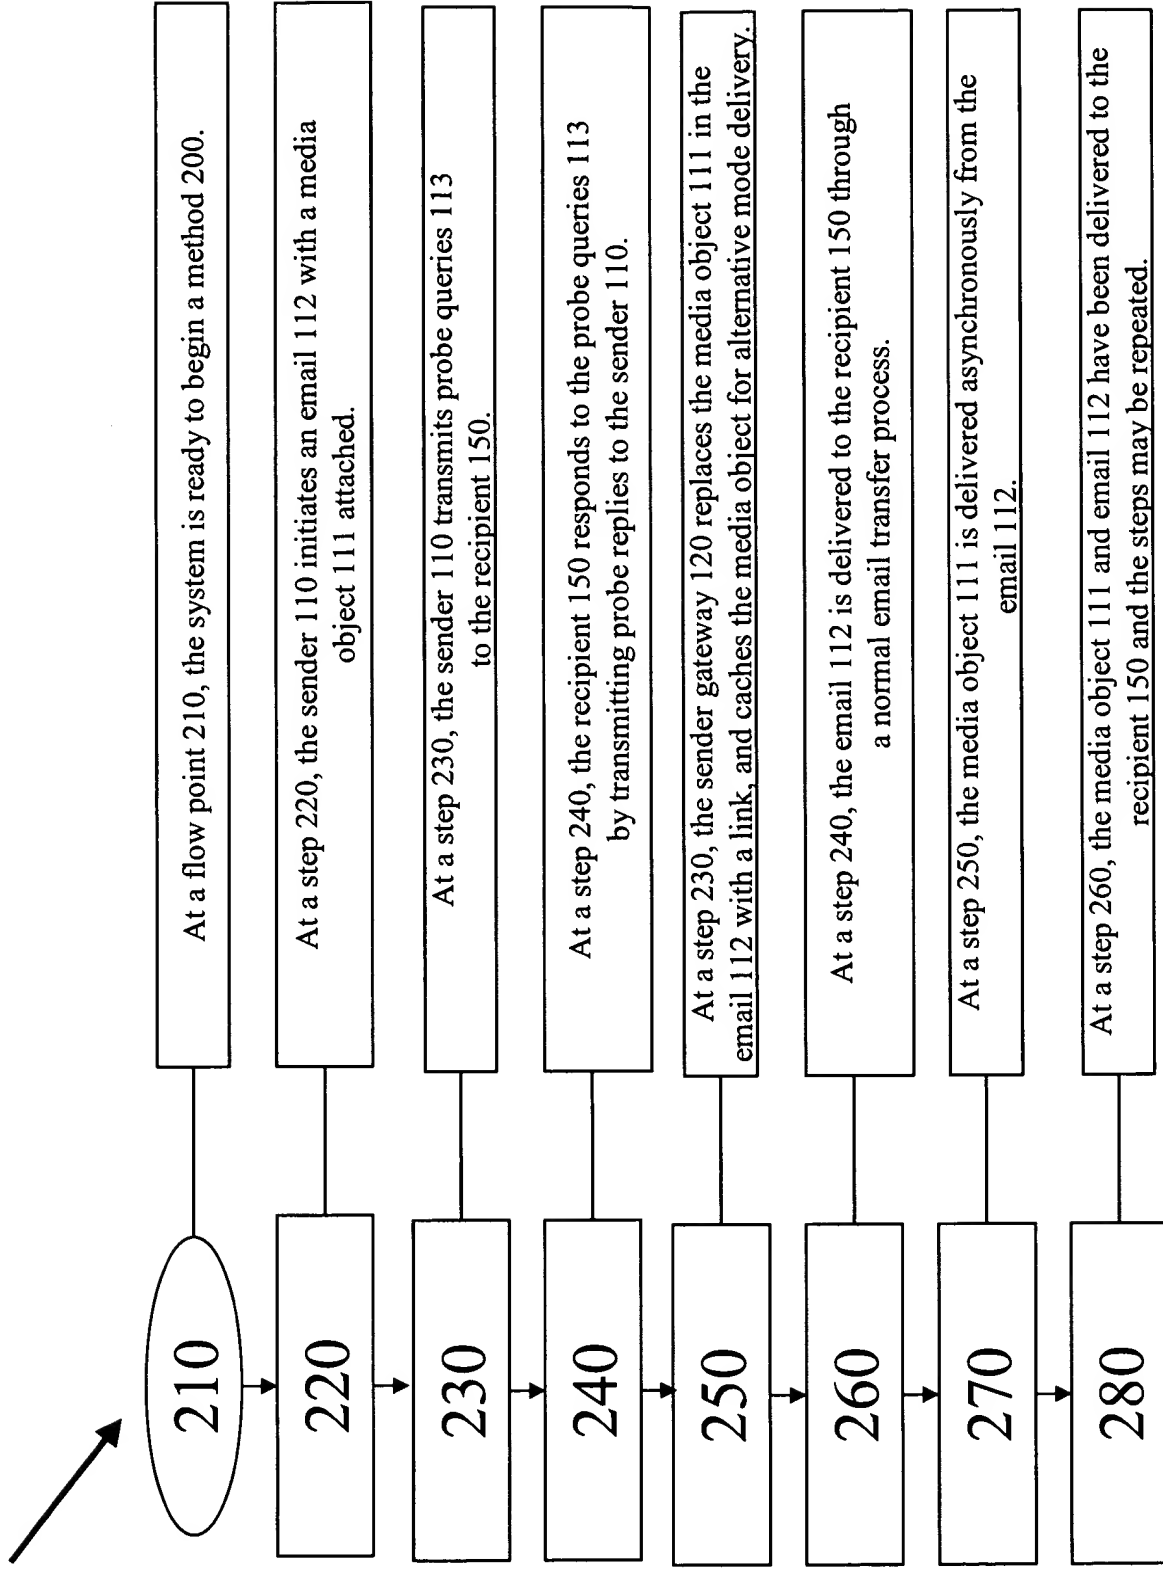 210
At a flow point 210, the system is ready to begin a method 200.
220
At a step 220, the sender 110 initiates an email 112 with a media
object 111 attached.
230
At a step 230, the sender 110 transmits probe queries 113
to the recipient 150.
240
At a step 240, the recipient 150 responds to the probe queries 113
by transmitting probe replies to the sender 110.
250
At a step 230, the sender gateway 120 replaces the media object 111 in the
email 112 with a link, and caches the media object for alternative mode delivery.
260
At a step 240, the email 112 is delivered to the recipient 150 through
a normal email transfer process.
270
At a step 250, the media object 111 is delivered asynchronously from the
email 112.
280
At a step 260, the media object 111 and email 112 have been delivered to the
recipient 150 and the steps may be repeated.